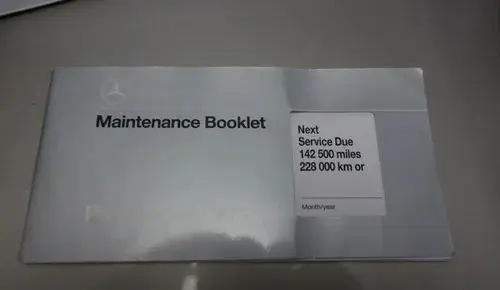 Maintenance Booklet
Next
Service Due
142 500 miles
228 000 km or
Month/year